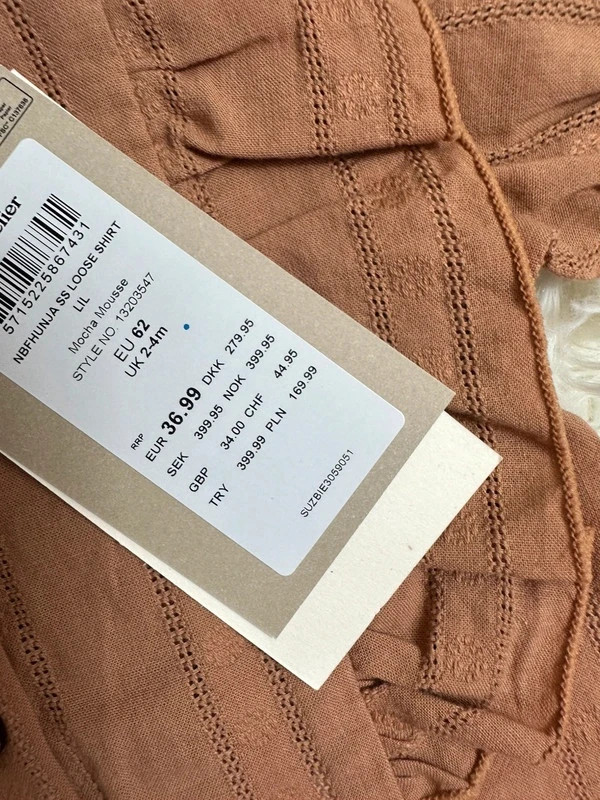 5715225867431
NBFHUNJA SS LOOSE SHIRT
LIL
Mocha Mousse
STYLE NO. 13203547
EU 62
UK 2-4m
RRP
EUR 36.99 DKK 279.95
SEK 399.95 NOK 399.95
GBP 34.00 CHF 44.95
TRY 399.99 PLN 169.99
SUZBIE3059051